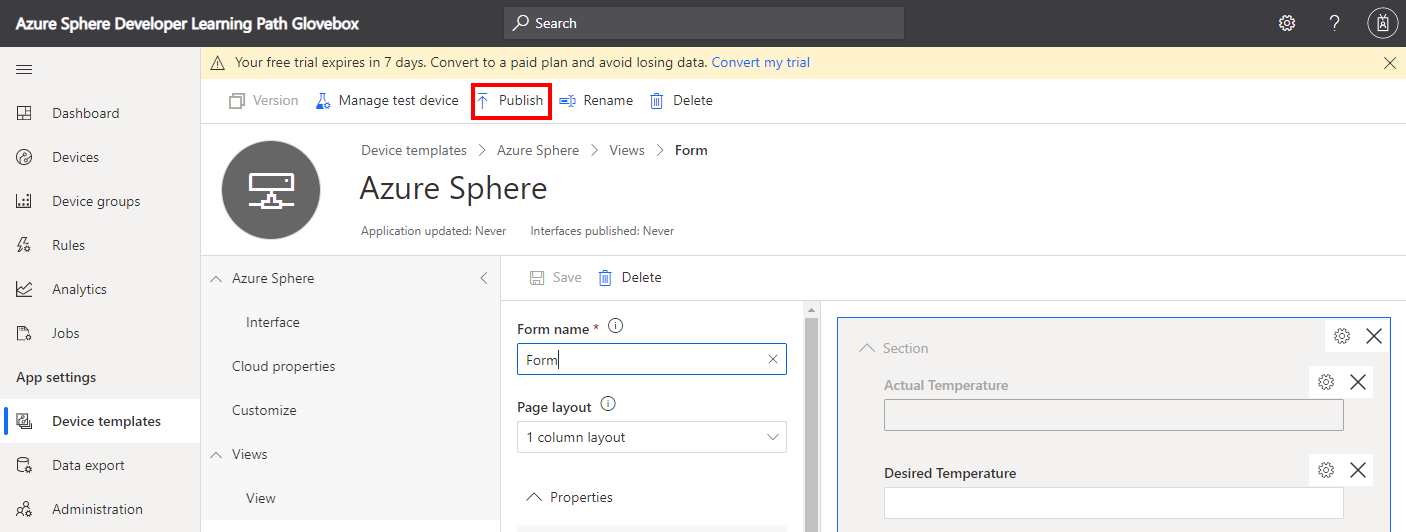 Azure Sphere Developer Learning Path Glovebox
Search
?
Your free trial expires in 7 days. Convert to a paid plan and avoid losing data. Convert my trial
Version
Manage test device
Publish
Rename
Delete
Dashboard
Devices
Device groups
Rules
Analytics
Jobs
App settings
Device templates
Data export
Administration
Device templates > Azure Sphere > Views > Form
Azure Sphere
Application updated: Never
Interfaces published: Never
Azure Sphere
Interface
Cloud properties
Customize
Views
View
Save
Delete
Form name *
Form
Page layout
1 column layout
Properties
Section
Actual Temperature
Desired Temperature